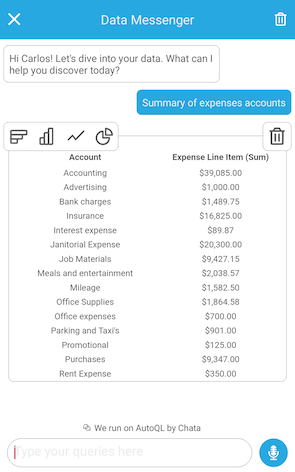 Data Messenger
Hi Carlos! Let's dive into your data. What can I
help you discover today?
Summary of expenses accounts
Account Expense Line Item (Sum)
Accounting $39,085.00
Advertising $1,000.00
Bank charges $1,489.75
Insurance $16,825.00
Interest expense $89.87
Janitorial Expense $20,300.00
Job Materials $9,427.15
Meals and entertainment $2,038.57
Mileage $1,582.50
Office Supplies $1,864.58
Office expenses $700.00
Parking and Taxi's $901.00
Promotional $125.00
Purchases $9,347.00
Rent Expense $350.00
We run on AutoQL by Chata
Type your queries here